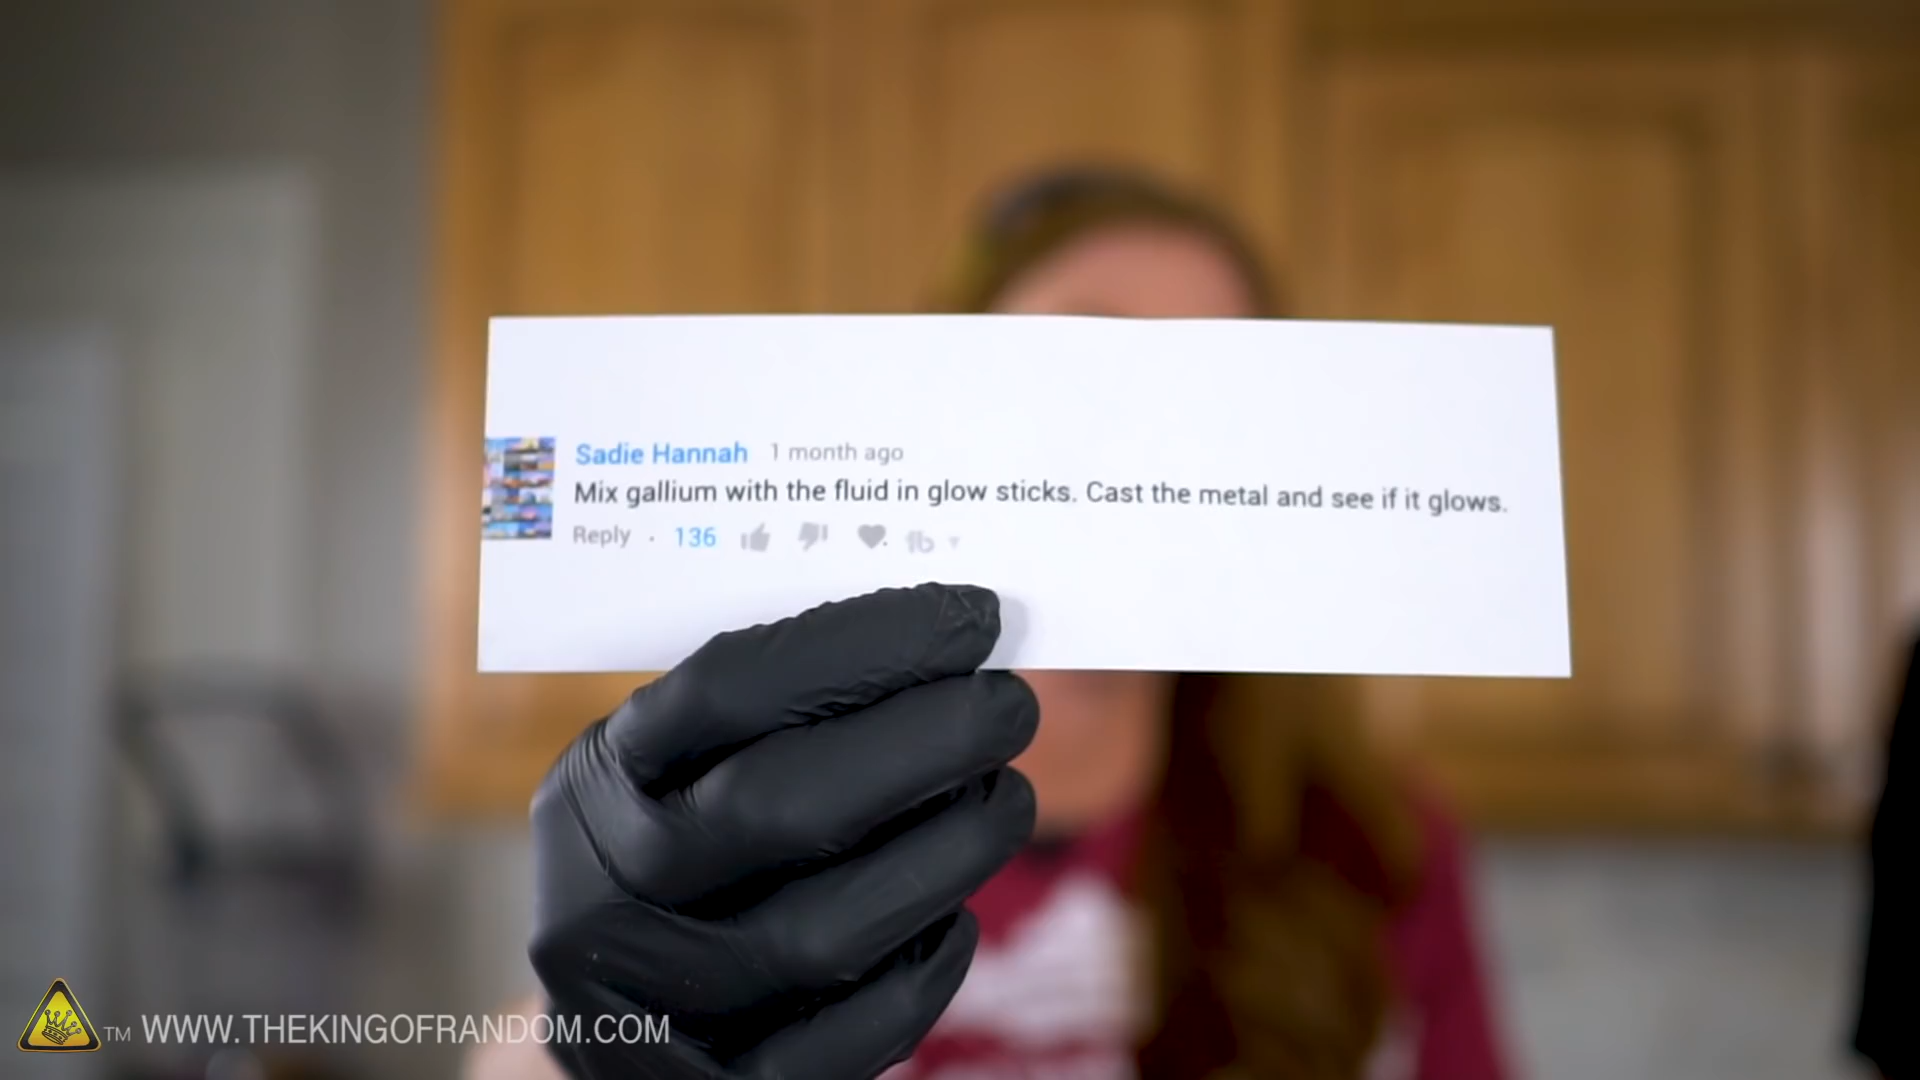 Sadie Hannah 1 month ago
Mix gallium with the fluid in glow sticks. Cast the metal and see if it glows.
Reply · 136
TM WWW.THEKINGOFRANDOM.COM